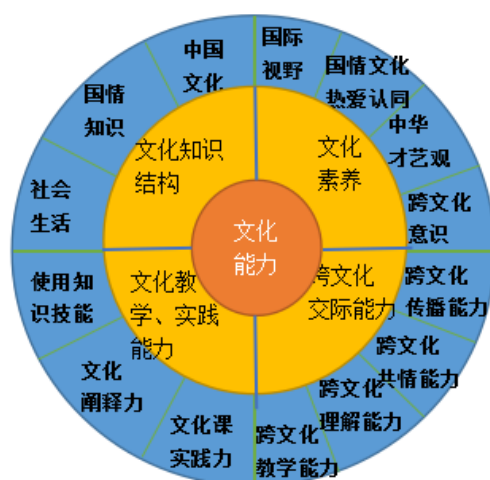 中国
文化
国际
视野
国情
知识
国情文化
热爱认同
社会
生活
中华
才艺观
文化知识
结构
文化
素养
跨文化
意识
文化
能力
使用知
识技能
文化教
学、实践
能力
跨文化
交际能力
跨文化
传播能力
文化
阐释力
跨文化
共情能力
文化课
实践力
跨文化
理解能力
跨文化
教学能力